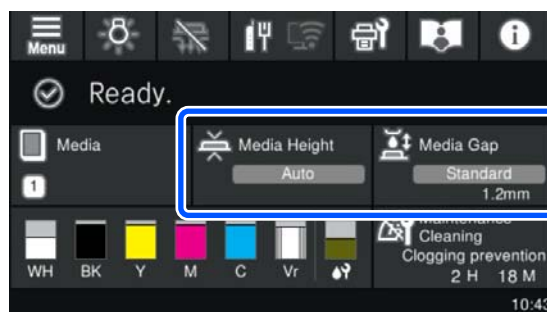 Menu
Ready.
Media
Media Height
Media Gap
Auto
Standard
1.2mm
1
Maintenance
Cleaning
Clogging prevention
2 H 18 M
WH BK Y M C Vr
10:43